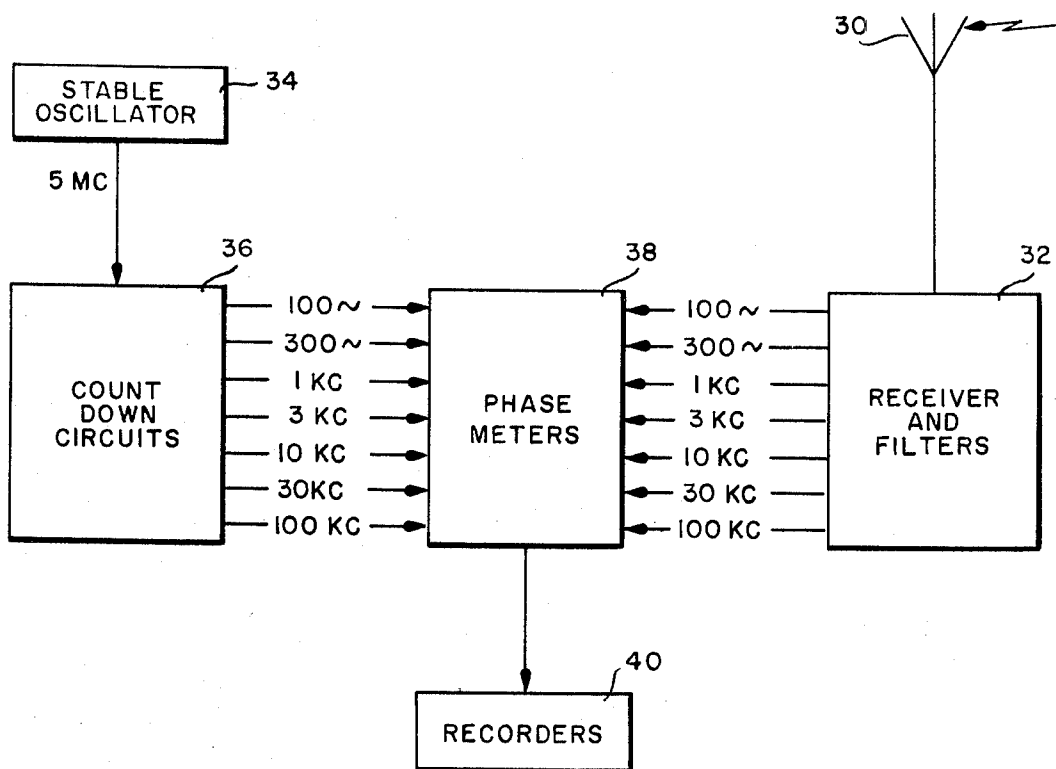 30
STABLE
OSCILLATOR
34
5 MC
36
38
32
COUNT
DOWN
CIRCUITS
100~
300~
1 KC
3 KC
10 KC
30KC
100 KC
PHASE
METERS
100~
300~
1 KC
3 KC
10 KC
30 KC
100 KC
RECEIVER
AND
FILTERS
40
RECORDERS